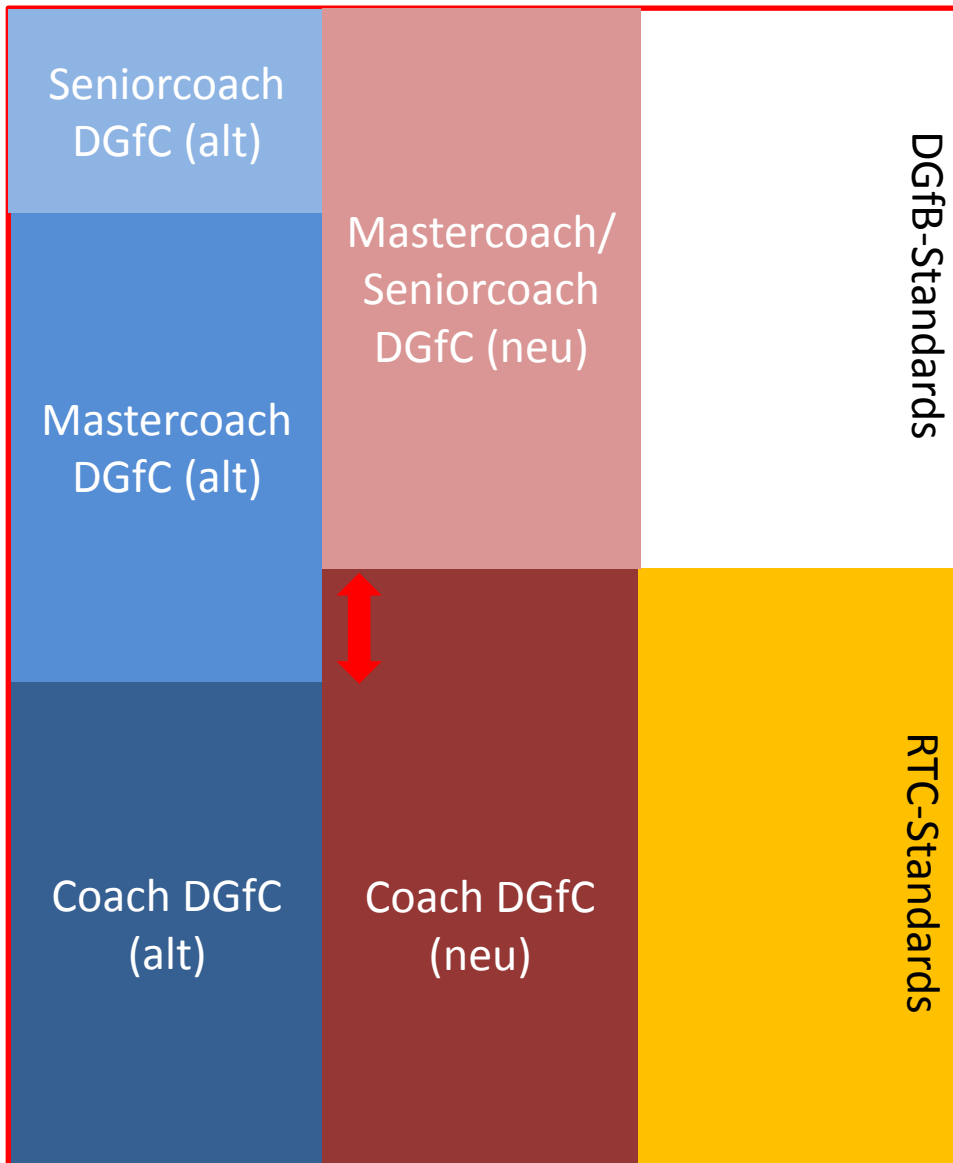 Seniorcoach
DGfC (alt)
Mastercoach
DGfC (alt)
Coach DGfC
(alt)
Mastercoach/
Seniorcoach
DGfC (neu)
Coach DGfC
(neu)
DGfB-Standards
RTC-Standards